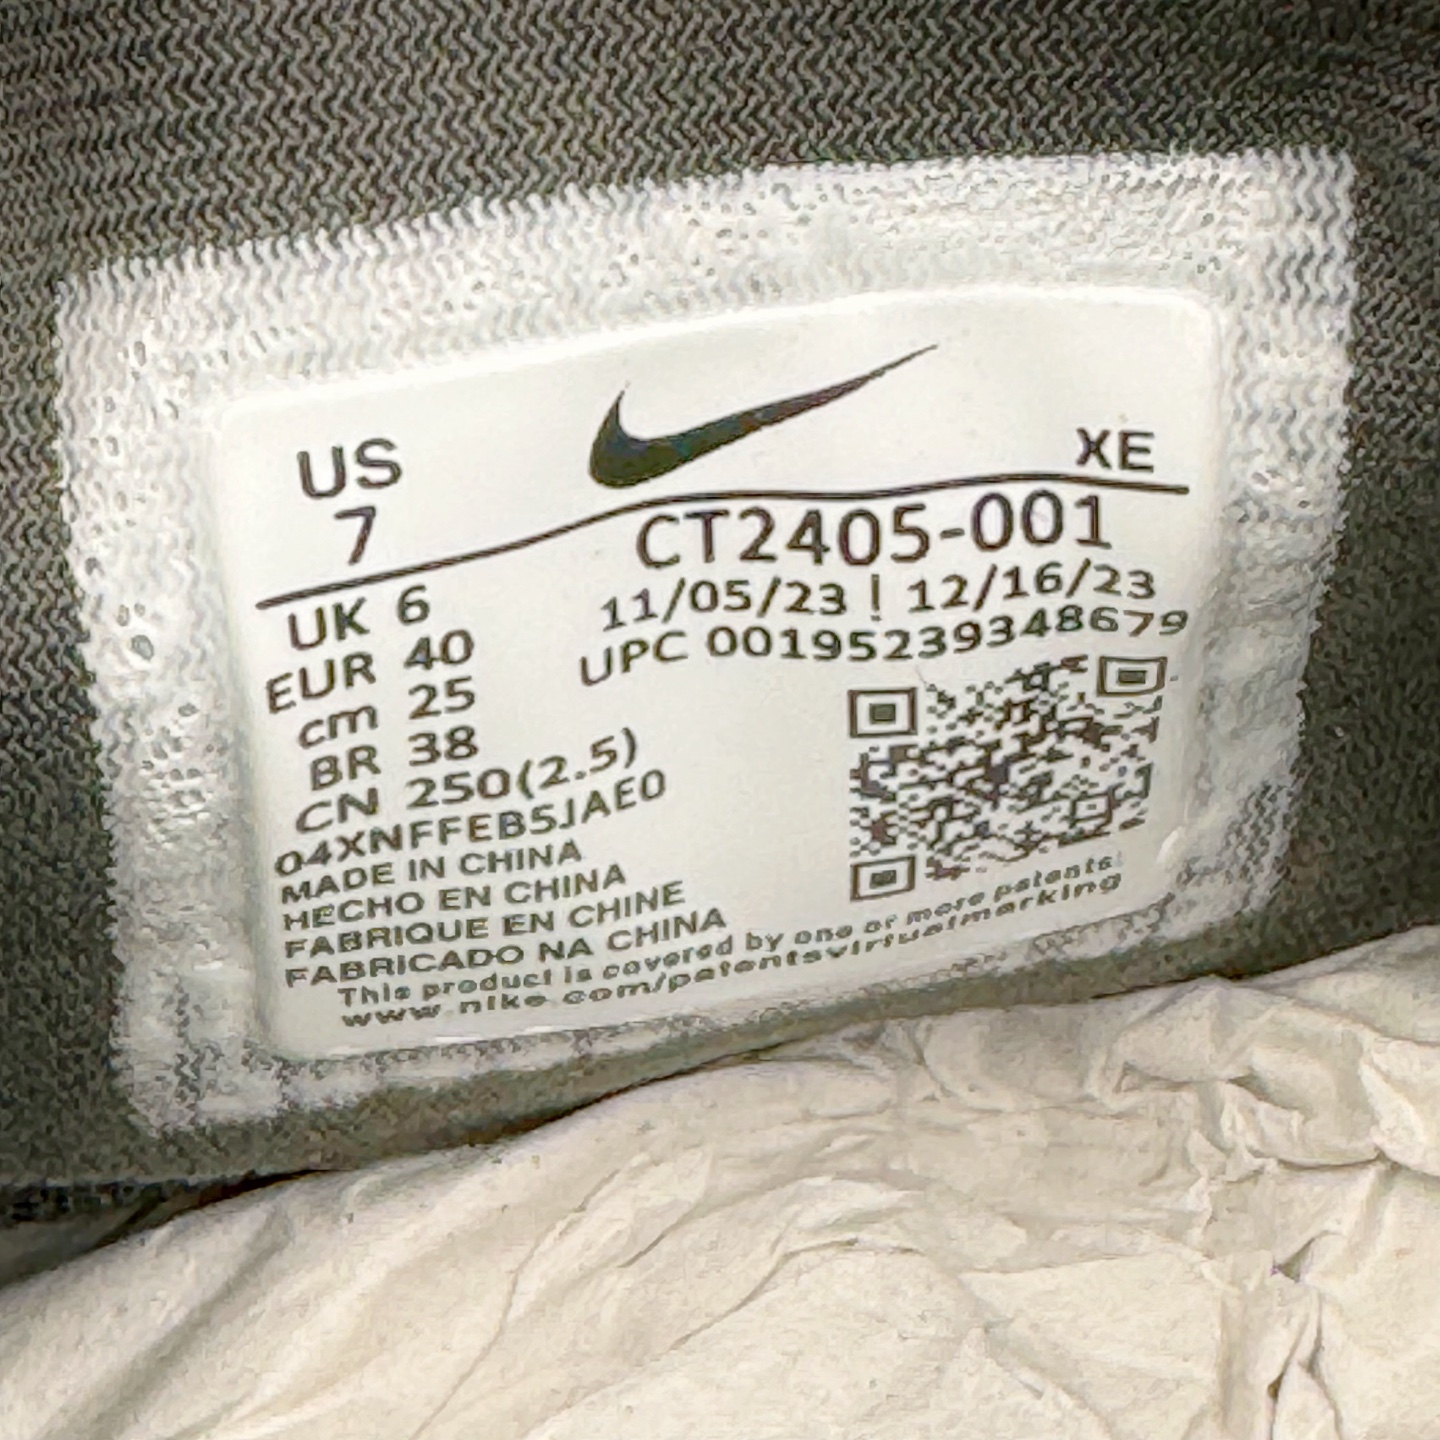 US
7
XE
CT2405-001
11/05/23 | 12/16/23
UPC 00195239348679
UK 6
EUR 40
cm 25
BR 38
CN 250(2.5)
04XNFFEB5JAE0
MADE IN CHINA
HECHO EN CHINA
FABRIQUE EN CHINE
FABRICADO NA CHINA
This product is covered by one or more patents
www.nike.com/patentsvirtualmarking